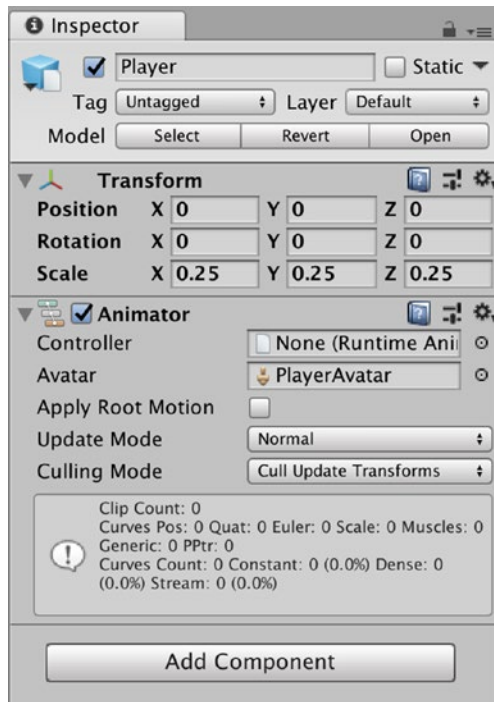 Inspector
Player Static
Tag Untagged Layer Default
Model Select Revert Open
Transform
Position X 0 Y 0 Z 0
Rotation X 0 Y 0 Z 0
Scale X 0.25 Y 0.25 Z 0.25
Animator
Controller None (Runtime Ani
Avatar PlayerAvatar
Apply Root Motion
Update Mode Normal
Culling Mode Cull Update Transforms
Clip Count: 0
Curves Pos: 0 Quat: 0 Euler: 0 Scale: 0 Muscles: 0
Generic: 0 PPtr: 0
Curves Count: 0 Constant: 0 (0.0%) Dense: 0
(0.0%) Stream: 0 (0.0%)
Add Component